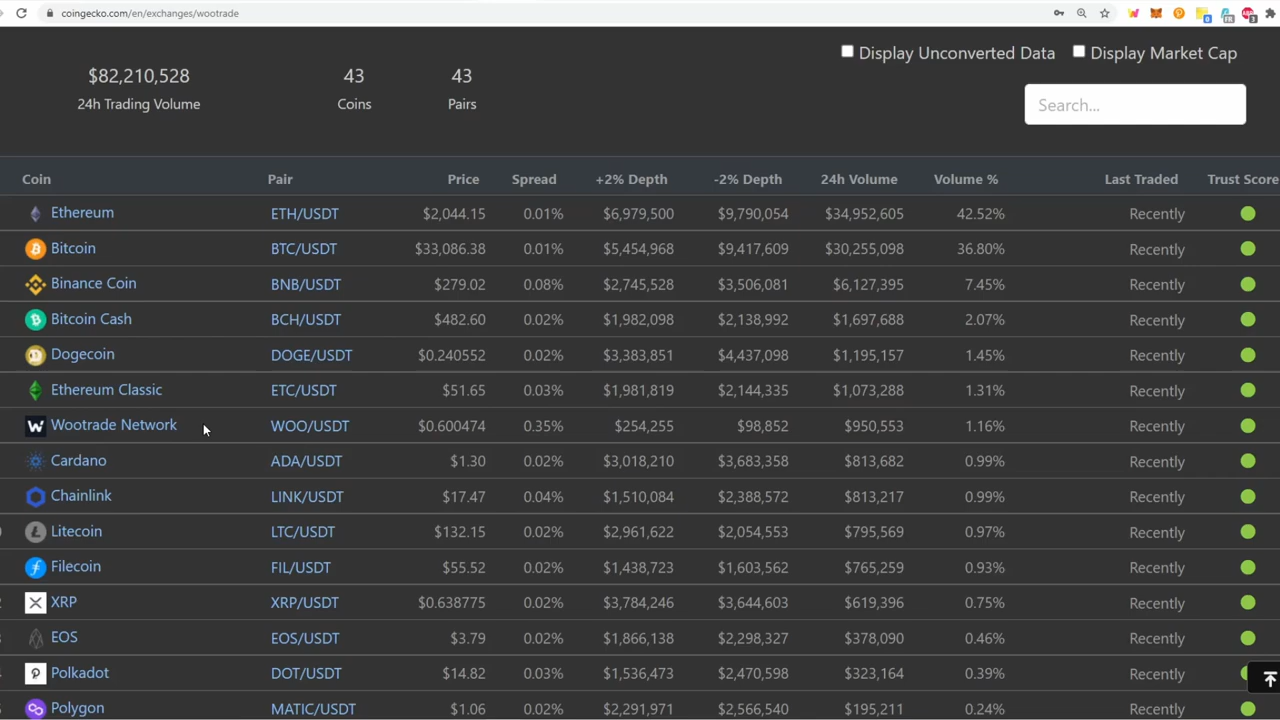 coingecko.com/en/exchanges/wootrade
Display Unconverted Data Display Market Cap
$82,210,528 43 43
24h Trading Volume Coins Pairs
Search...
Coin Pair Price Spread +2% Depth -2% Depth 24h Volume Volume % Last Traded Trust Score
Ethereum ETH/USDT $2,044.15 0.01% $6,979,500 $9,790,054 $34,952,605 42.52% Recently
Bitcoin BTC/USDT $33,086.38 0.01% $5,454,968 $9,417,609 $30,255,098 36.80% Recently
Binance Coin BNB/USDT $279.02 0.08% $2,745,528 $3,506,081 $6,127,395 7.45% Recently
Bitcoin Cash BCH/USDT $482.60 0.02% $1,982,098 $2,138,992 $1,697,688 2.07% Recently
Dogecoin DOGE/USDT $0.240552 0.02% $3,383,851 $4,437,098 $1,195,157 1.45% Recently
Ethereum Classic ETC/USDT $51.65 0.03% $1,981,819 $2,144,335 $1,073,288 1.31% Recently
Wootrade Network WOO/USDT $0.600474 0.35% $254,255 $98,852 $950,553 1.16% Recently
Cardano ADA/USDT $1.30 0.02% $3,018,210 $3,683,358 $813,682 0.99% Recently
Chainlink LINK/USDT $17.47 0.04% $1,510,084 $2,388,572 $813,217 0.99% Recently
Litecoin LTC/USDT $132.15 0.02% $2,961,622 $2,054,553 $795,569 0.97% Recently
Filecoin FIL/USDT $55.52 0.02% $1,438,723 $1,603,562 $765,259 0.93% Recently
XRP XRP/USDT $0.638775 0.02% $3,784,246 $3,644,603 $619,396 0.75% Recently
EOS EOS/USDT $3.79 0.02% $1,866,138 $2,298,327 $378,090 0.46% Recently
Polkadot DOT/USDT $14.82 0.03% $1,536,473 $2,470,598 $323,164 0.39% Recently
Polygon MATIC/USDT $1.06 0.02% $2,291,971 $2,566,540 $195,211 0.24% Recently